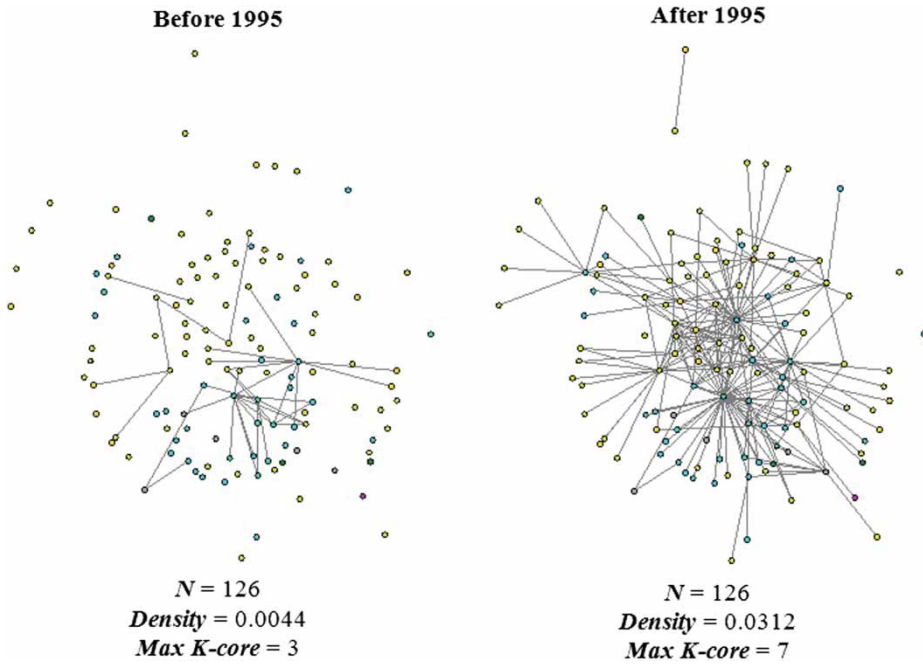 Before 1995
After 1995
N = 126
Density = 0.0044
Max K-core = 3
N = 126
Density = 0.0312
Max K-core = 7